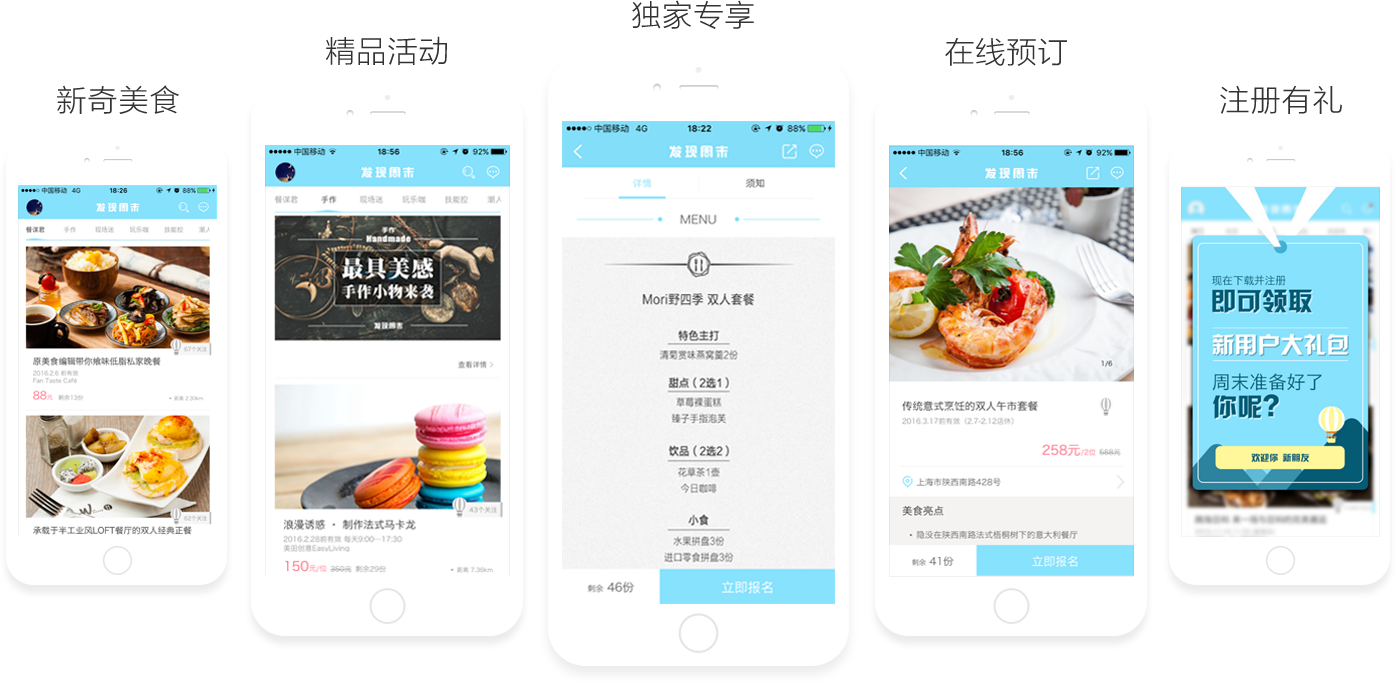 新奇美食
中国移动 4G 18:26 88%
发现周市
餐谋君 手作 现场送 玩乐咖 技能控 潮人
67个关注
原美食编辑带你飨味低脂私家晚餐
2016.2.6 前有效
Fan Taste Café
88元 剩余13份 距离 2.30km
62个关注
承载于半工业风LOFT餐厅的双人经典正餐
精品活动
中国移动 18:56 92%
发现周市
餐谋君 手作 现场送 玩乐咖 技能控 潮人
手作
Handmade
最具美感
手作小物来袭
发现周市
查看详情
43个关注
浪漫诱惑 · 制作法式马卡龙
2016.2.28前有效 每天9:00—17:30
美田创意EasyLiving
150元/位 350元 剩余29份 距离 7.36km
独家专享
中国移动 4G 18:22 88%
发现周市
详情 须知
MENU
Mori野四季 双人套餐
特色主打
清菊赏味燕窝羹2份
甜点（2选1）
草莓裸蛋糕
臻子手指泡芙
饮品（2选2）
花草茶1壶
今日咖啡
小食
水果拼盘3份
进口零食拼盘3份
剩余 46份 立即报名
在线预订
中国移动 18:56 92%
发现周市
1/6
传统意式烹饪的双人午市套餐
2016.3.17前有效（2.7-2.12店休）
258元/2位 588元
上海市陕西南路428号
美食亮点
• 隐没在陕西南路法式梧桐树下的意大利餐厅
剩余 41份 立即报名
注册有礼
现在下载并注册
即可领取
新用户大礼包
周末准备好了
你呢?
欢迎你 新朋友